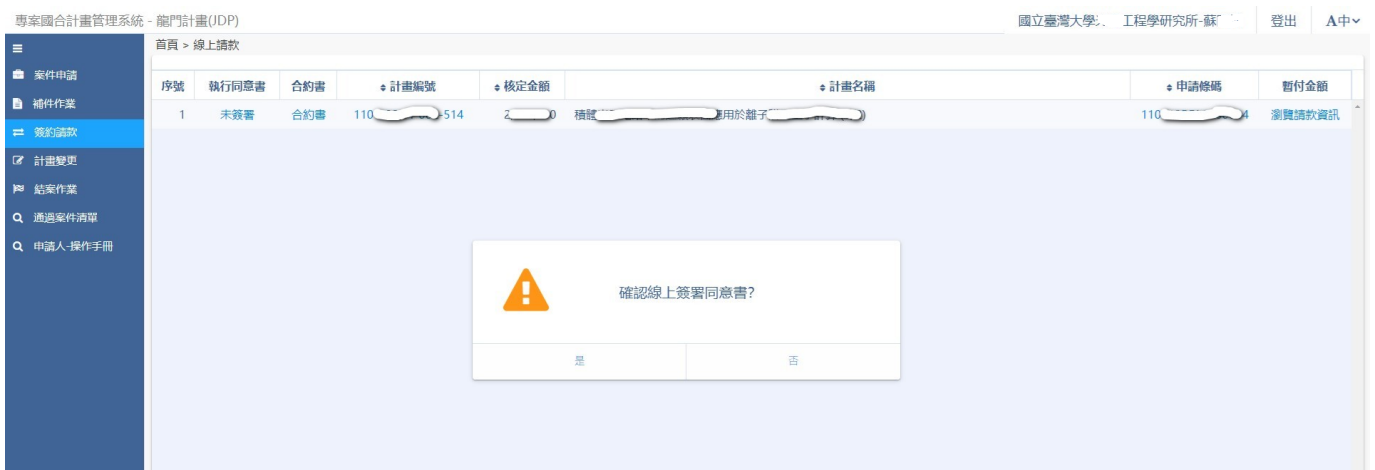 專案國合計畫管理系統 - 龍門計畫(JDP) 國立臺灣大學 工程學研究所-蘇 登出 A中
首頁 > 線上請款
案件申請
補件作業
簽約請款
計畫變更
結案作業
通過案件清單
申請人-操作手冊
序號 執行同意書 合約書 計畫編號 核定金額 計畫名稱 申請條碼 暫付金額
1 未簽署 合約書 110 -514 2 0 積體 應用於離子 ) 110 4 瀏覽請款資訊
確認線上簽署同意書?
是 否